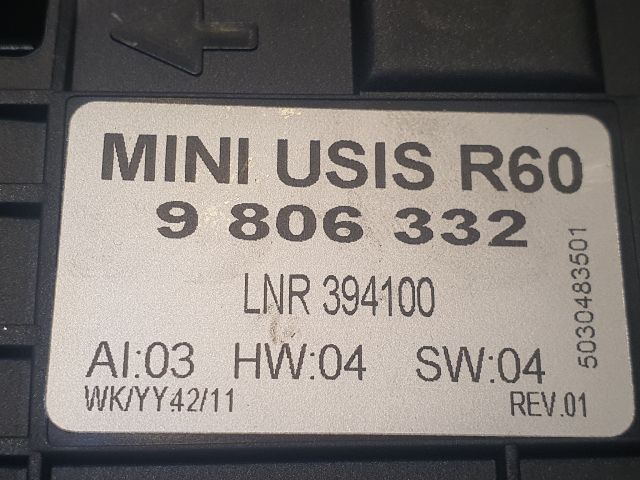 MINI USIS R60
9 806 332
LNR 394100
AI:03 HW:04 SW:04
WK/YY.42/11 REV.01
5030483501